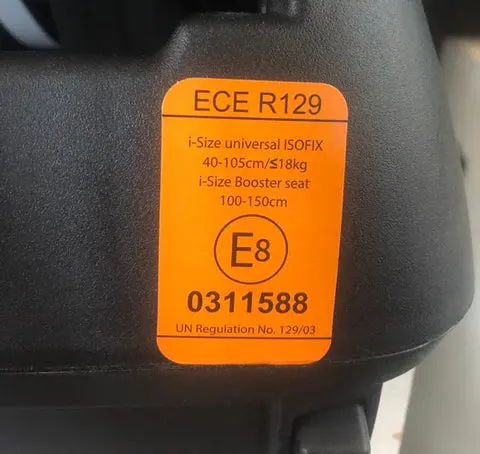 ECE R129
i-Size universal ISOFIX
40-105cm/≤18kg
i-Size Booster seat
100-150cm
E8
0311588
UN Regulation No. 129/03